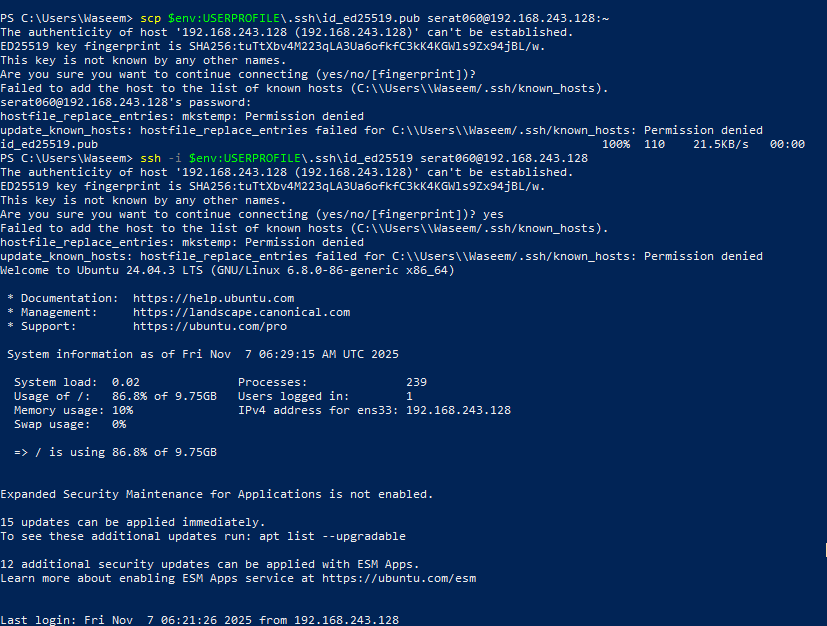 PS C:\Users\Waseem> scp $env:USERPROFILE\.ssh\id_ed25519.pub serat060@192.168.243.128:~
The authenticity of host '192.168.243.128 (192.168.243.128)' can't be established.
ED25519 key fingerprint is SHA256:tuTtXbv4M223qLA3Ua6ofkfC3kK4KGWls9Zx94jBL/w.
This key is not known by any other names.
Are you sure you want to continue connecting (yes/no/[fingerprint])?
Failed to add the host to the list of known hosts (C:\\Users\\Waseem/.ssh/known_hosts).
serat060@192.168.243.128's password:
hostfile_replace_entries: mkstemp: Permission denied
update_known_hosts: hostfile_replace_entries failed for C:\\Users\\Waseem/.ssh/known_hosts: Permission denied
id_ed25519.pub 100% 110 21.5KB/s 00:00
PS C:\Users\Waseem> ssh -i $env:USERPROFILE\.ssh\id_ed25519 serat060@192.168.243.128
The authenticity of host '192.168.243.128 (192.168.243.128)' can't be established.
ED25519 key fingerprint is SHA256:tuTtXbv4M223qLA3Ua6ofkfC3kK4KGWls9Zx94jBL/w.
This key is not known by any other names.
Are you sure you want to continue connecting (yes/no/[fingerprint])? yes
Failed to add the host to the list of known hosts (C:\\Users\\Waseem/.ssh/known_hosts).
hostfile_replace_entries: mkstemp: Permission denied
update_known_hosts: hostfile_replace_entries failed for C:\\Users\\Waseem/.ssh/known_hosts: Permission denied
Welcome to Ubuntu 24.04.3 LTS (GNU/Linux 6.8.0-86-generic x86_64)
* Documentation: https://help.ubuntu.com
* Management: https://landscape.canonical.com
* Support: https://ubuntu.com/pro
System information as of Fri Nov 7 06:29:15 AM UTC 2025
System load: 0.02 Processes: 239
Usage of /: 86.8% of 9.75GB Users logged in: 1
Memory usage: 10% IPv4 address for ens33: 192.168.243.128
Swap usage: 0%
=> / is using 86.8% of 9.75GB
Expanded Security Maintenance for Applications is not enabled.
15 updates can be applied immediately.
To see these additional updates run: apt list --upgradable
12 additional security updates can be applied with ESM Apps.
Learn more about enabling ESM Apps service at https://ubuntu.com/esm
Last login: Fri Nov 7 06:21:26 2025 from 192.168.243.128